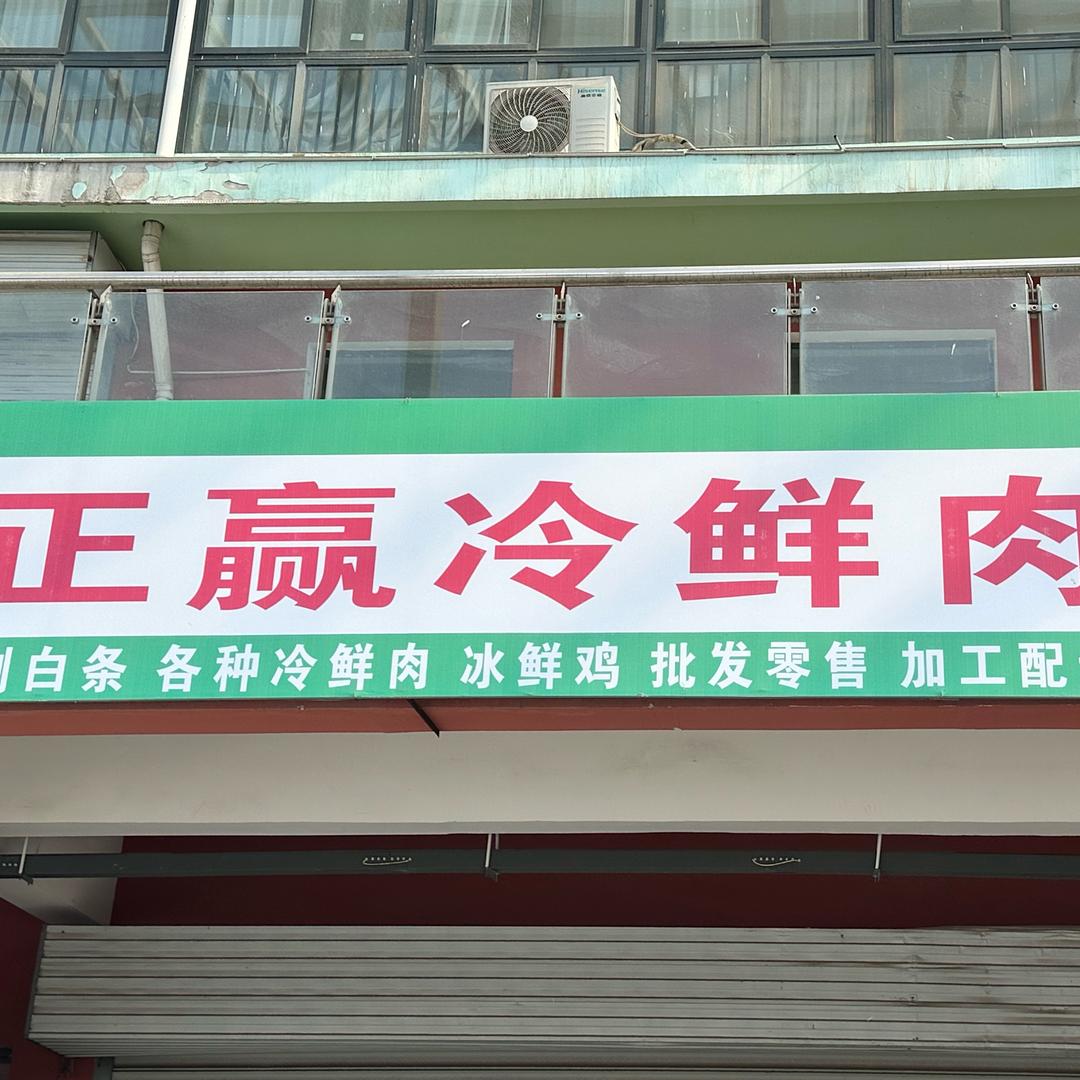 Hisense
正赢冷鲜肉
白条 各种冷鲜肉 冰鲜鸡 批发零售 加工配